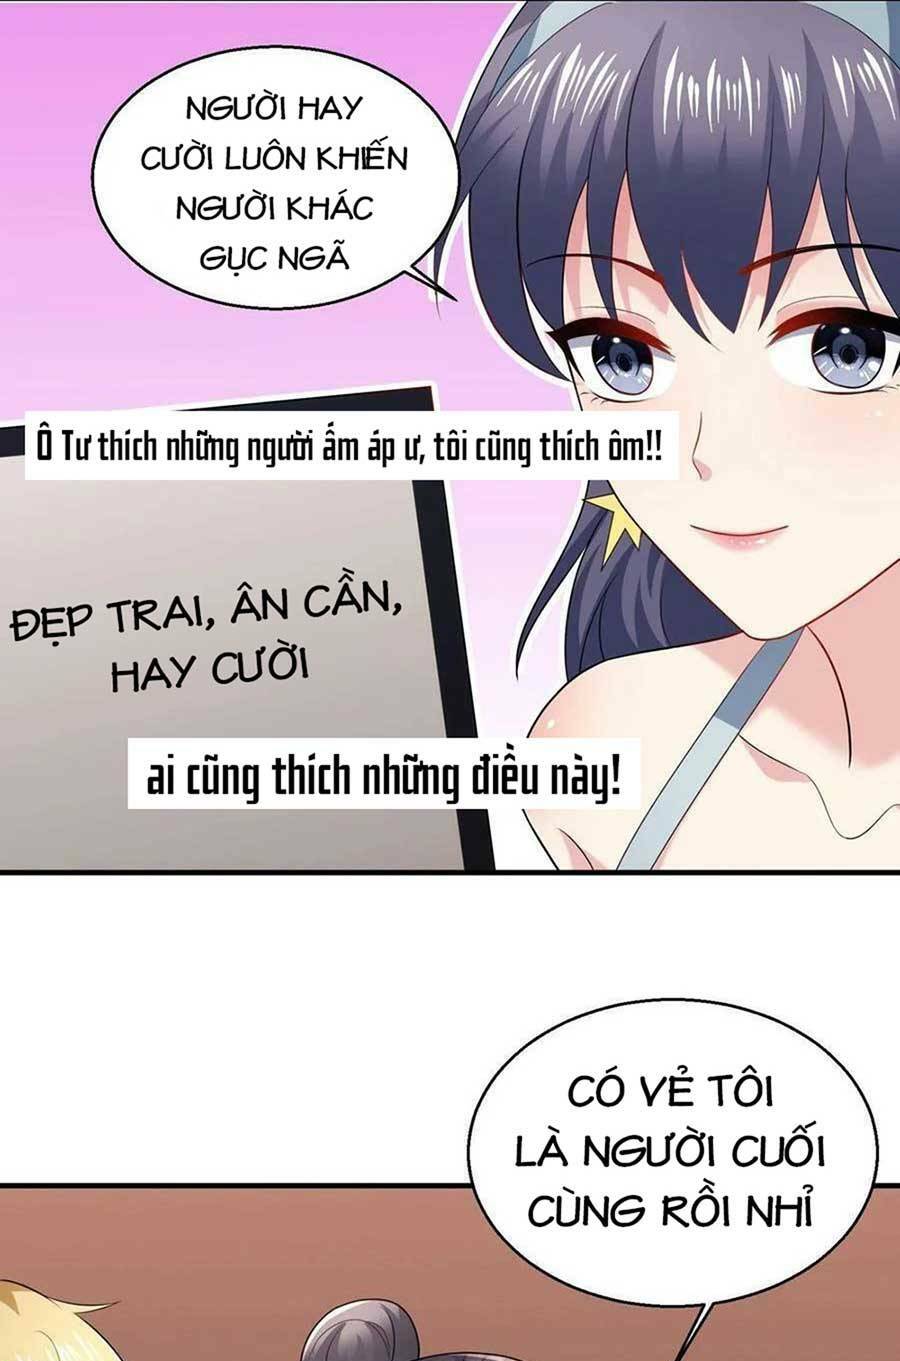 NGƯỜI HAY
CƯỜI LUÔN KHIẾN
NGƯỜI KHÁC
GỤC NGÃ
Ô Tư thích những người ấm áp ư, tôi cũng thích ôm!!
ĐẸP TRAI, ÂN CẦN,
HAY CƯỜI
ai cũng thích những điều này!
CÓ VẺ TÔI
LÀ NGƯỜI CUỐI
CÙNG RỒI NHỈ